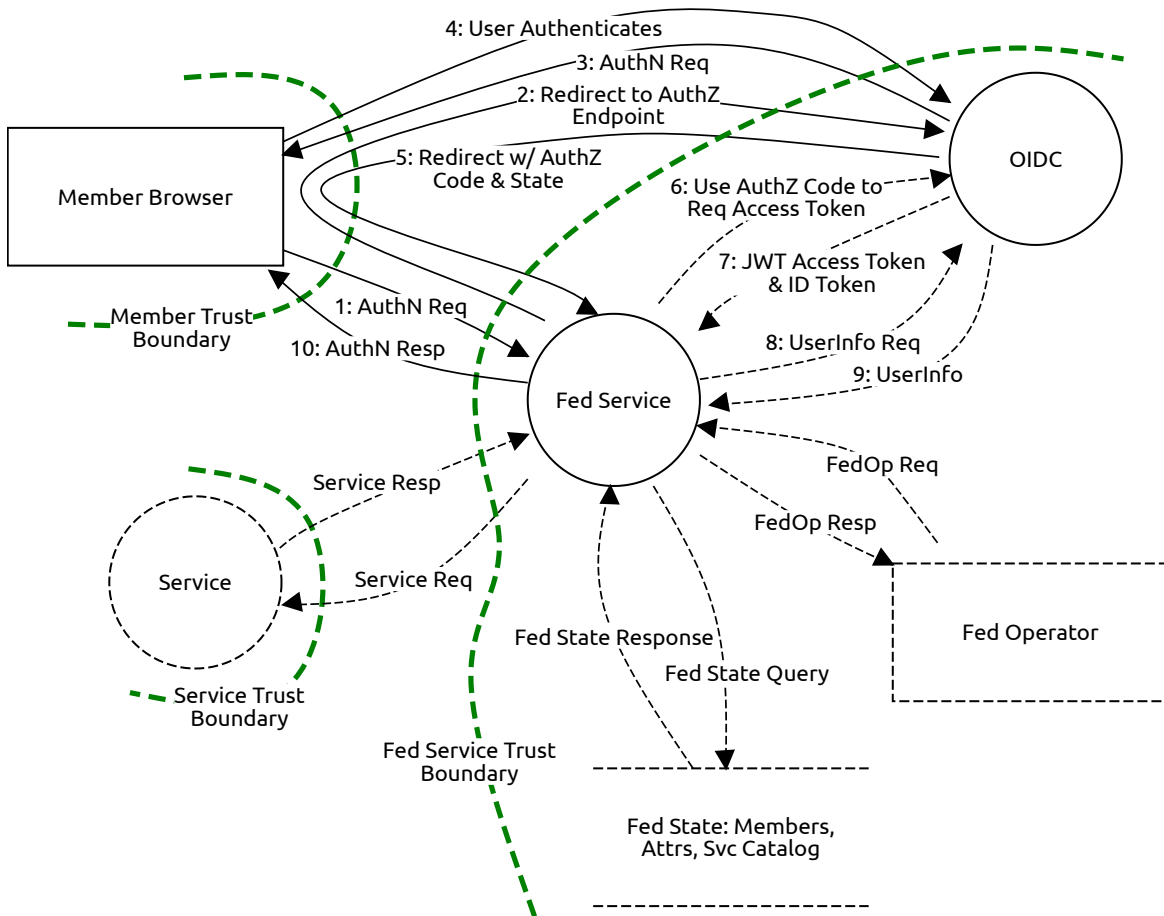 4: User Authenticates
3: AuthN Req
2: Redirect to AuthZ
Endpoint
5: Redirect w/ AuthZ
Code & State
OIDC
Member Browser
6: Use AuthZ Code to
Req Access Token
7: JWT Access Token
& ID Token
Member Trust
Boundary
1: AuthN Req
10: AuthN Resp
8: UserInfo Req
9: UserInfo
Fed Service
FedOp Req
Service Resp
FedOp Resp
Service
Service Req
Fed Operator
Fed State Response
Fed State Query
Service Trust
Boundary
Fed Service Trust
Boundary
Fed State: Members,
Attrs, Svc Catalog